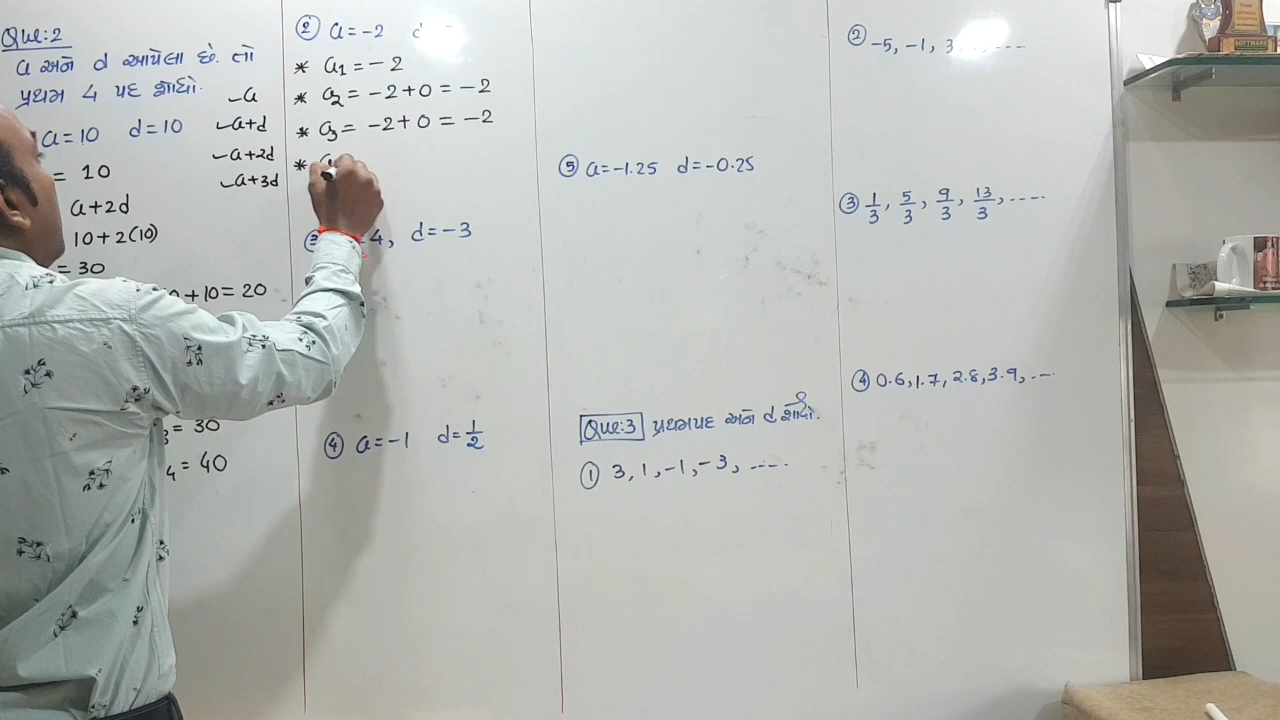 Que:2
a અને d આપેલા છે. તો
પ્રથમ 4 પદ શોધો.
- a
a=10 d=10
- a+d
= 10
- a+2d
a+2d
- a+3d
10+2(10)
= 30
+10=20
3 = 30
4 = 40
② a=-2 d
* a1 = -2
* a2 = -2+0 = -2
* a3 = -2+0 = -2
*
4, d=-3
④ a=-1 d=1/2
⑤ a=-1.25 d=-0.25
Que:3 પ્રથમપદ અને d શોધો.
① 3, 1, -1, -3, ----.
② -5, -1, 3, ., ----
③ 1/3, 5/3, 9/3, 13/3, ----
④ 0.6, 1.7, 2.8, 3.9, ----
SOFTWARE